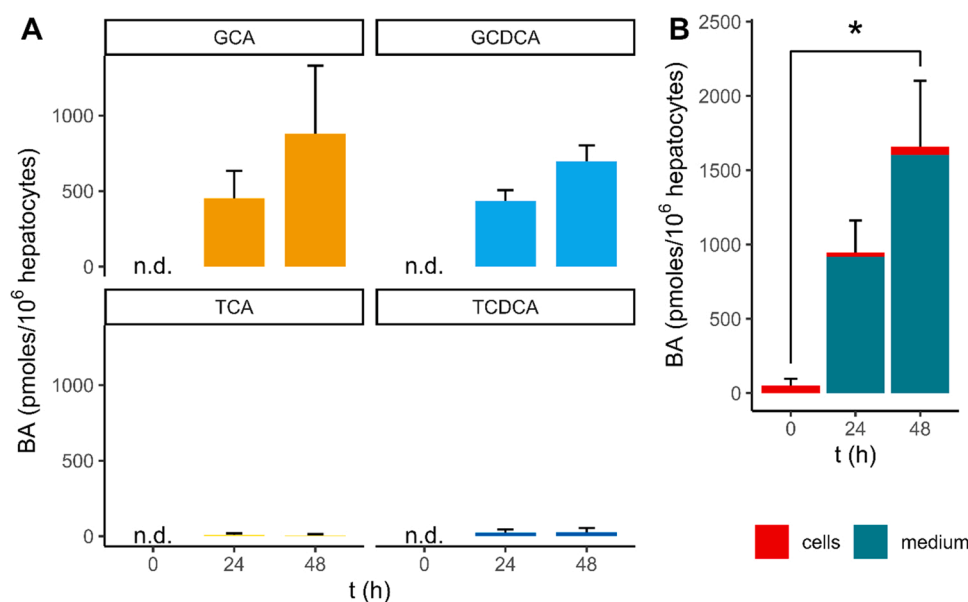 A
GCA
GCDCA
BA (pmoles/10⁶ hepatocytes)
1000
500
0
n.d.
n.d.
TCA
TCDCA
1000
500
0
n.d.
n.d.
0
24
48
0
24
48
t (h)
B
BA (pmoles/10⁶ hepatocytes)
2500
2000
1500
1000
500
0
*
0
24
48
t (h)
cells
medium